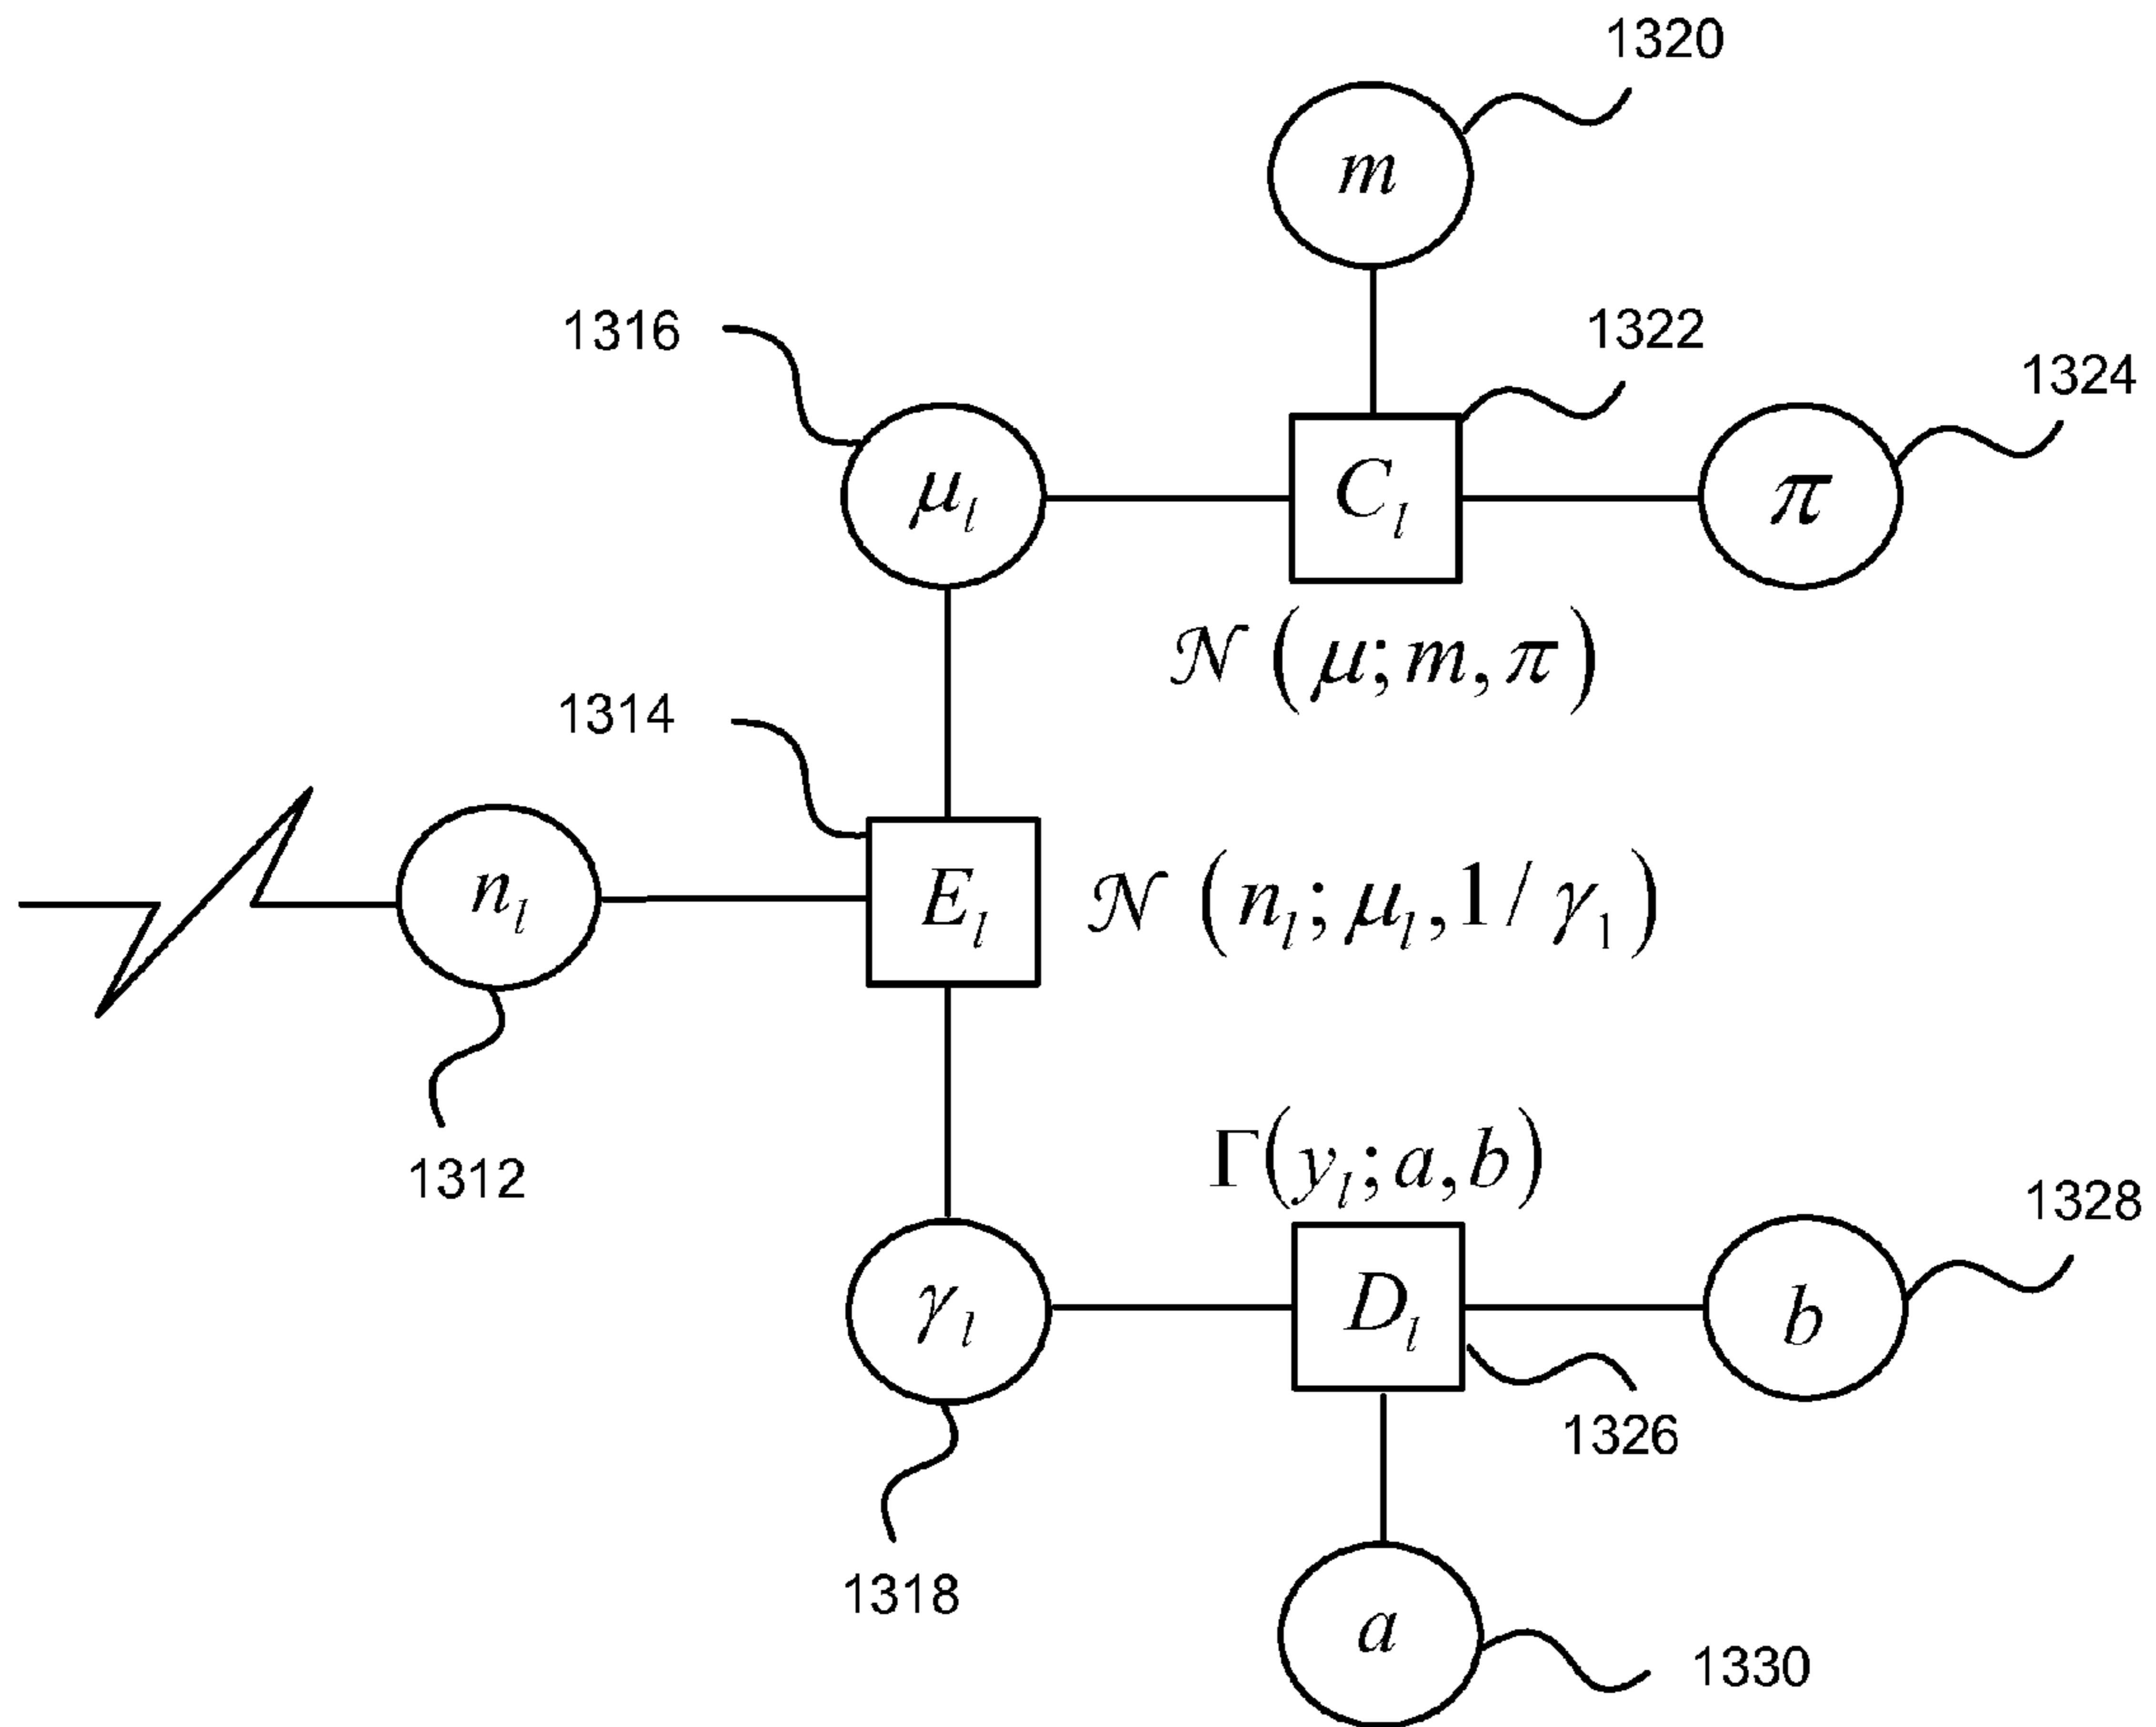 1320
m
1316
1322
1324
μ_l
C_l
π
𝒩 (μ; m, π)
1314
n_l
E_l
𝒩 (n_l; μ_l, 1/ γ_1)
1312
Γ(y_l; a, b)
1328
γ_l
D_l
b
1326
1318
a
1330